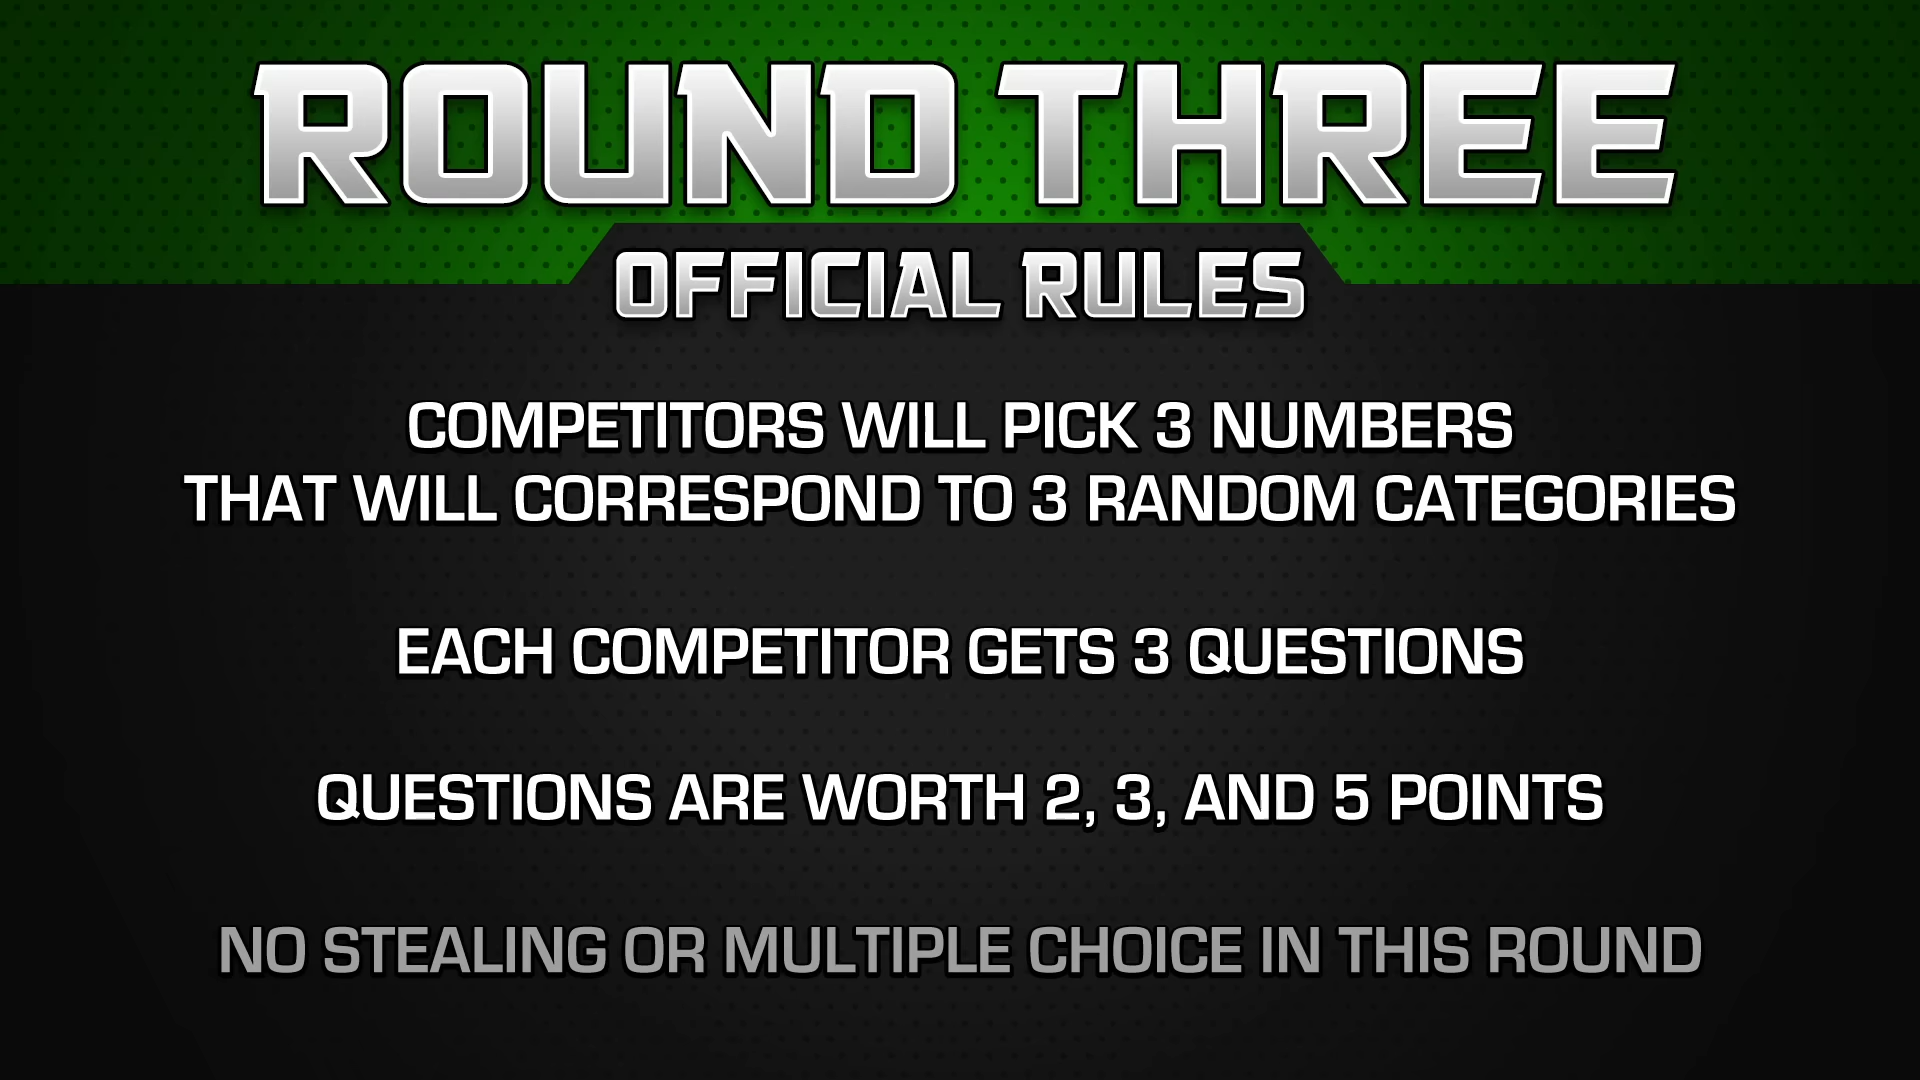 ROUND THREE
OFFICIAL RULES
COMPETITORS WILL PICK 3 NUMBERS
THAT WILL CORRESPOND TO 3 RANDOM CATEGORIES
EACH COMPETITOR GETS 3 QUESTIONS
QUESTIONS ARE WORTH 2, 3, AND 5 POINTS
NO STEALING OR MULTIPLE CHOICE IN THIS ROUND